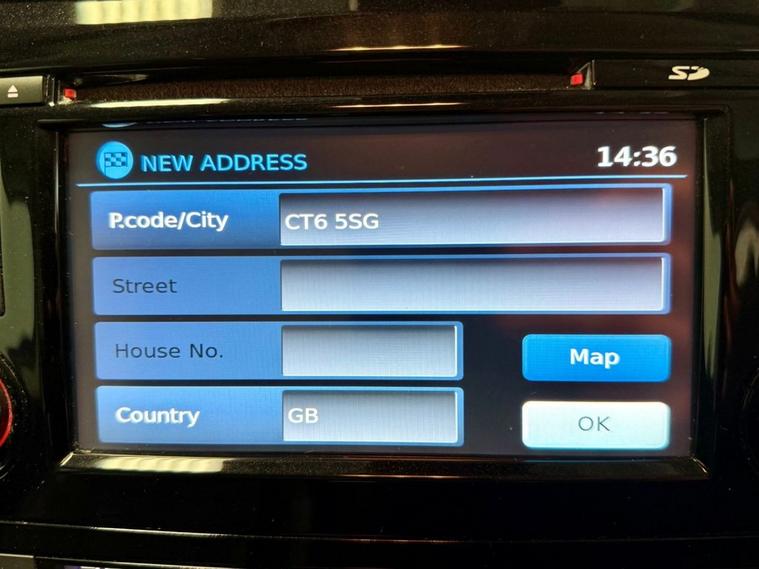 SD
NEW ADDRESS 14:36
P.code/City CT6 5SG
Street
House No.
Map
Country GB
OK